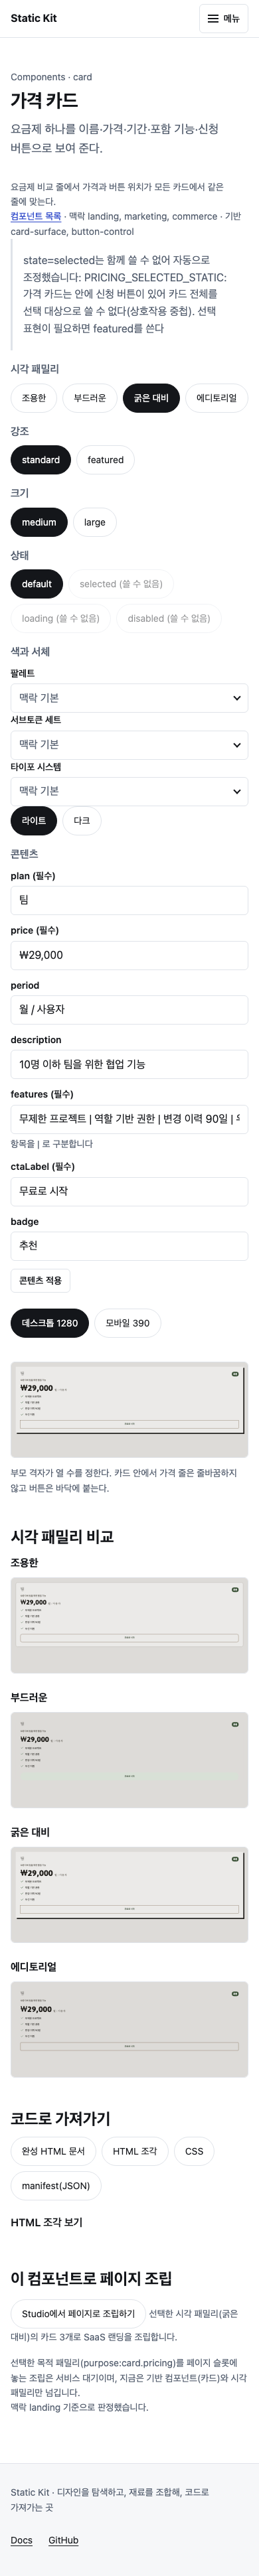 Static Kit
메뉴
Components · card
가격 카드
요금제 하나를 이름·가격·기간·포함 기능·신청
버튼으로 보여 준다.
요금제 비교 줄에서 가격과 버튼 위치가 모든 카드에서 같은
줄에 맞는다.
컴포넌트 목록 · 맥락 landing, marketing, commerce · 기반
card-surface, button-control
state=selected는 함께 쓸 수 없어 자동으로
조정했습니다: PRICING_SELECTED_STATIC:
가격 카드는 안에 신청 버튼이 있어 카드 전체를
선택 대상으로 쓸 수 없다(상호작용 중첩). 선택
표현이 필요하면 featured를 쓴다
시각 패밀리
조용한
부드러운
굵은 대비
에디토리얼
강조
standard
featured
크기
medium
large
상태
default
selected (쓸 수 없음)
loading (쓸 수 없음)
disabled (쓸 수 없음)
색과 서체
팔레트
맥락 기본
서브토큰 세트
맥락 기본
타이포 시스템
맥락 기본
라이트
다크
콘텐츠
plan (필수)
팀
price (필수)
₩29,000
period
월 / 사용자
description
10명 이하 팀을 위한 협업 기능
features (필수)
무제한 프로젝트 | 역할 기반 권한 | 변경 이력 90일 |
항목을 | 로 구분합니다
ctaLabel (필수)
무료로 시작
badge
추천
콘텐츠 적용
데스크톱 1280
모바일 390
₩29,000
부모 격자가 열 수를 정한다. 카드 안에서 가격 줄은 줄바꿈하지
않고 버튼은 바닥에 붙는다.
시각 패밀리 비교
조용한
₩29,000
부드러운
₩29,000
굵은 대비
₩29,000
에디토리얼
₩29,000
코드로 가져가기
완성 HTML 문서
HTML 조각
CSS
manifest(JSON)
HTML 조각 보기
이 컴포넌트로 페이지 조립
Studio에서 페이지로 조립하기 선택한 시각 패밀리(굵은
대비)의 카드 3개로 SaaS 랜딩을 조립합니다.
선택한 목적 패밀리(purpose:card.pricing)를 페이지 슬롯에
놓는 조립은 서비스 대기이며, 지금은 기반 컴포넌트(카드)와 시각
패밀리만 넘깁니다.
맥락 landing 기준으로 판정했습니다.
Static Kit · 디자인을 탐색하고, 재료를 조합해, 코드로
가져가는 곳
Docs
GitHub